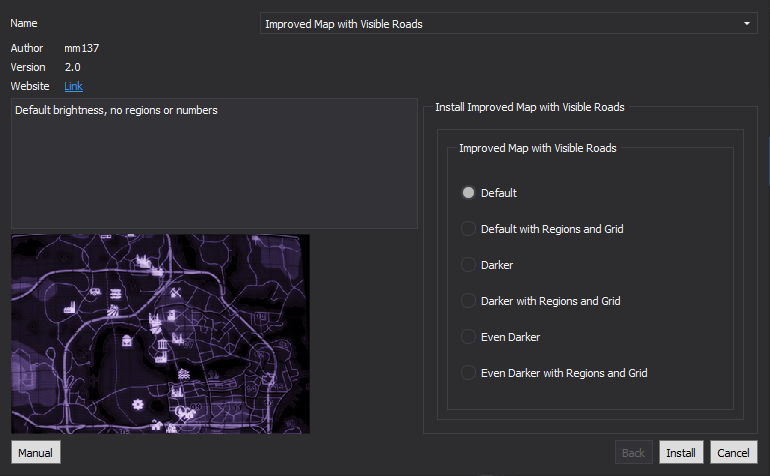 Name
Improved Map with Visible Roads
Author mm137
Version 2.0
Website Link
Default brightness, no regions or numbers
Install Improved Map with Visible Roads
Improved Map with Visible Roads
Default
Default with Regions and Grid
Darker
Darker with Regions and Grid
Even Darker
Even Darker with Regions and Grid
Manual
Back
Install
Cancel